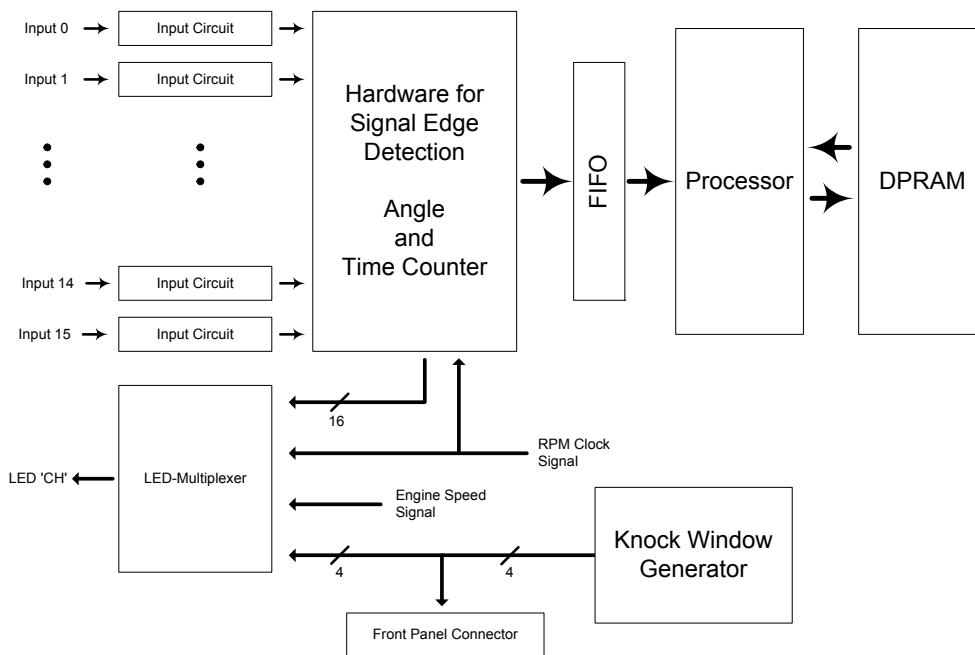 Input 0
Input Circuit
Input 1
Input Circuit
Hardware for
Signal Edge
Detection
Angle
and
Time Counter
FIFO
Processor
DPRAM
Input 14
Input Circuit
Input 15
Input Circuit
16
RPM Clock
Signal
LED 'CH'
LED-Multiplexer
Engine Speed
Signal
Knock Window
Generator
4
4
Front Panel Connector